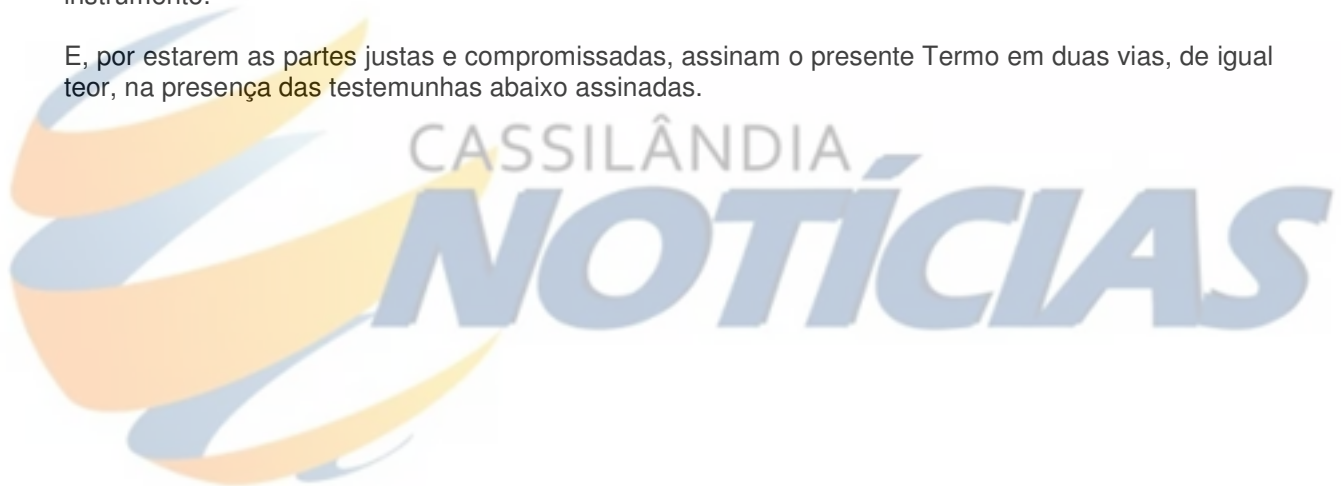 instrumento.
E, por estarem as partes justas e compromissadas, assinam o presente Termo em duas vias, de igual
teor, na presença das testemunhas abaixo assinadas.
CASSILÂNDIA
NOTÍCIAS